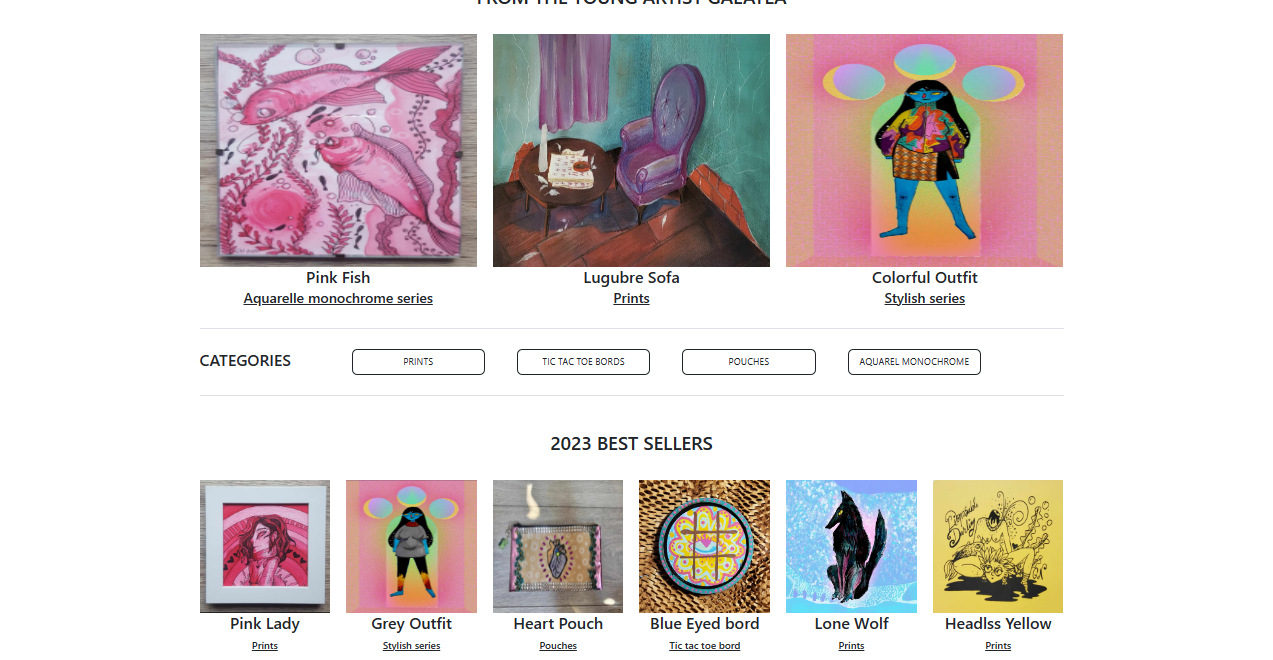 FROM THE YOUNG ARTIST GALATEA
Pink Fish
Aquarelle monochrome series
Lugubre Sofa
Prints
Colorful Outfit
Stylish series
CATEGORIES
PRINTS
TIC TAC TOE BORDS
POUCHES
AQUAREL MONOCHROME
2023 BEST SELLERS
Pink Lady
Prints
Grey Outfit
Stylish series
Heart Pouch
Pouches
Blue Eyed bord
Tic tac toe bord
Lone Wolf
Prints
Headlss Yellow
Prints